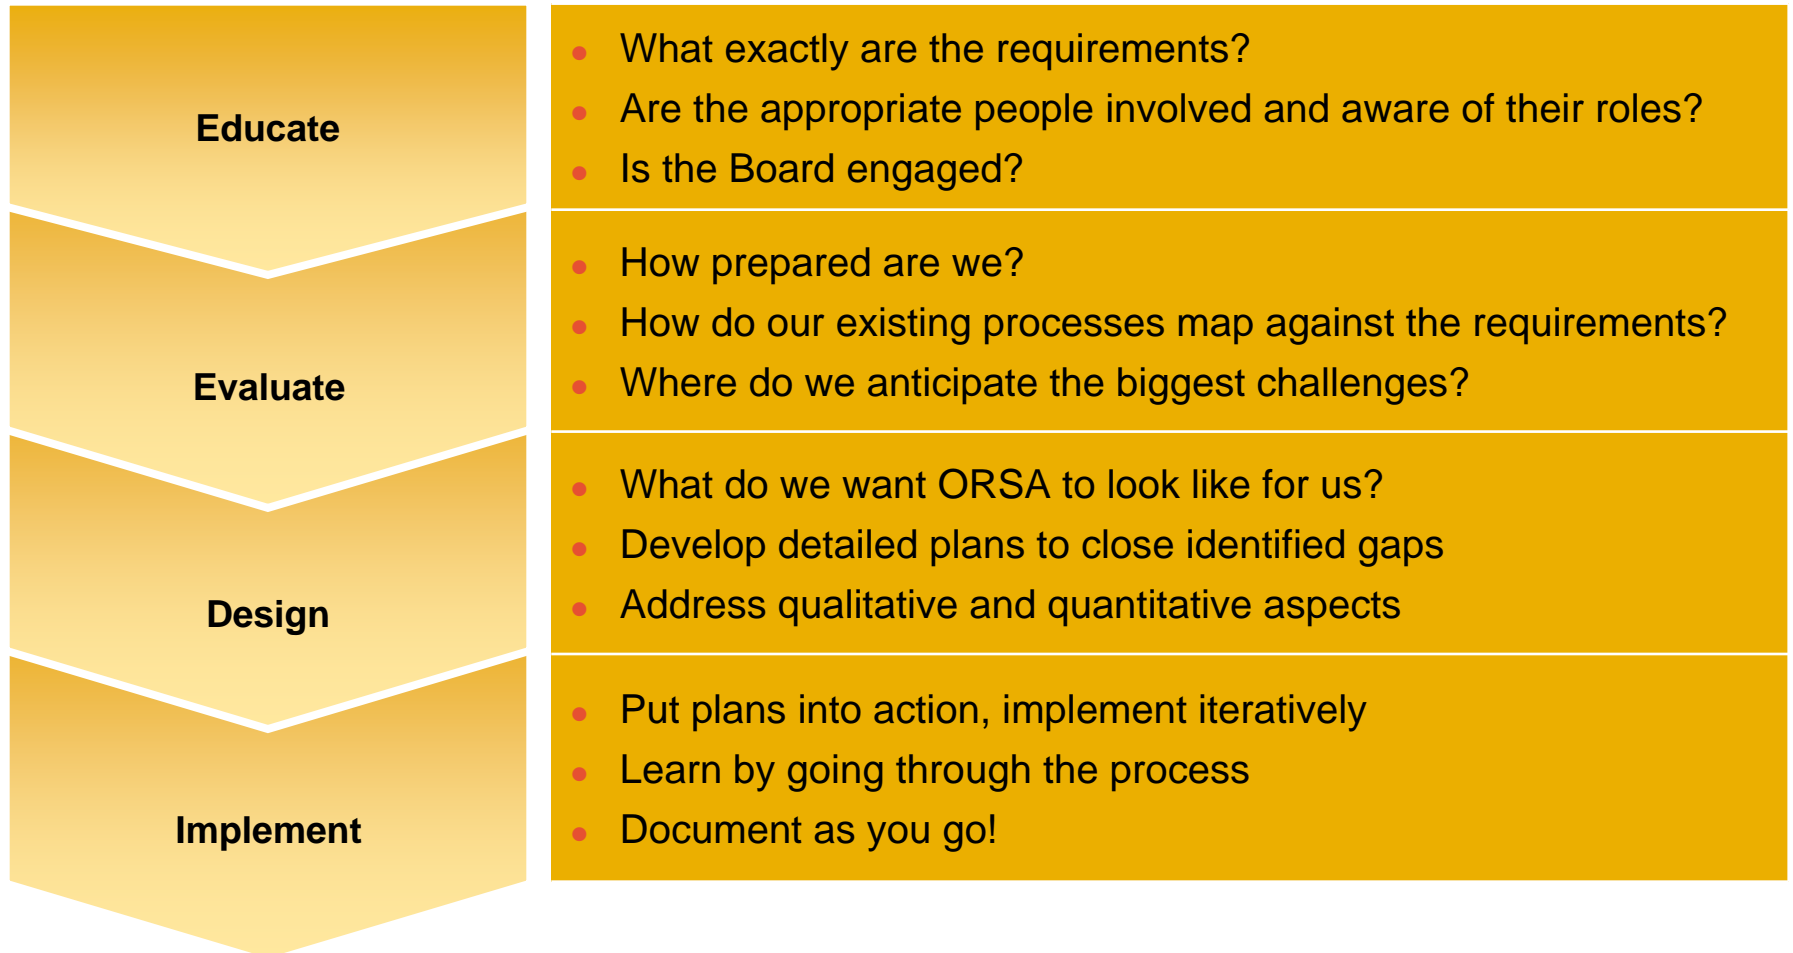 Educate
What exactly are the requirements?
Are the appropriate people involved and aware of their roles?
Is the Board engaged?
Evaluate
How prepared are we?
How do our existing processes map against the requirements?
Where do we anticipate the biggest challenges?
Design
What do we want ORSA to look like for us?
Develop detailed plans to close identified gaps
Address qualitative and quantitative aspects
Implement
Put plans into action, implement iteratively
Learn by going through the process
Document as you go!